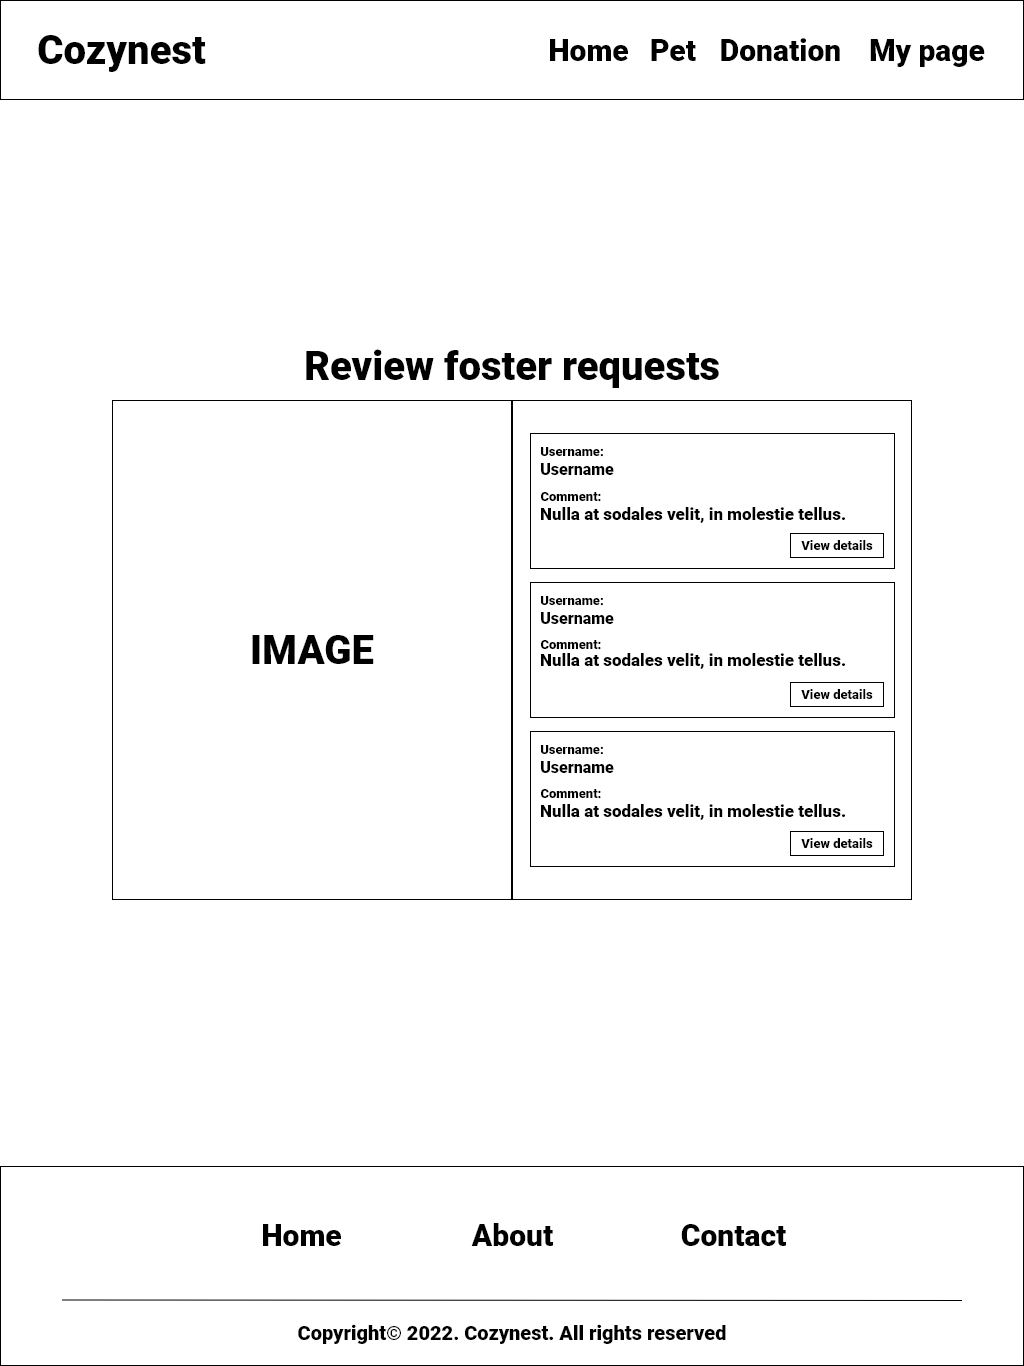 Cozynest
Home Pet Donation My page
Review foster requests
IMAGE
Username:
Username
Comment:
Nulla at sodales velit, in molestie tellus.
View details
Username:
Username
Comment:
Nulla at sodales velit, in molestie tellus.
View details
Username:
Username
Comment:
Nulla at sodales velit, in molestie tellus.
View details
Home About Contact
Copyright© 2022. Cozynest. All rights reserved